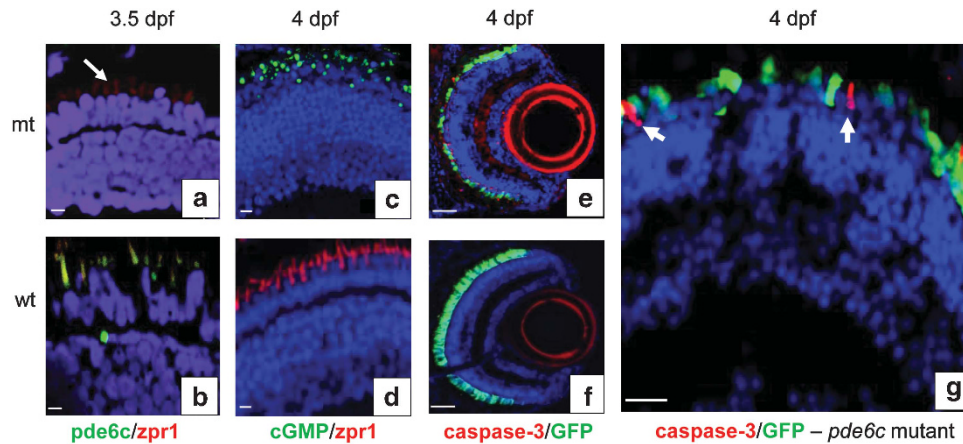 3.5 dpf 4 dpf 4 dpf 4 dpf
mt
a c e
wt
b d f g
pde6c/zpr1 cGMP/zpr1 caspase-3/GFP caspase-3/GFP – pde6c mutant